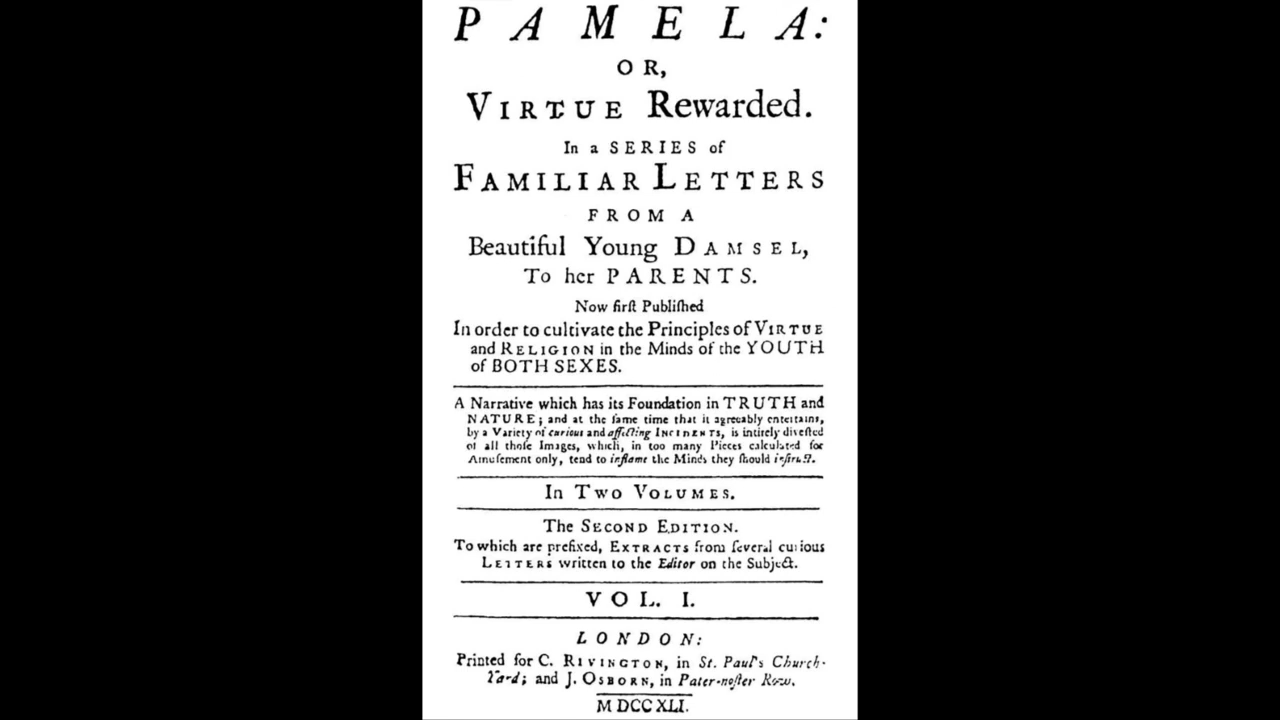 PAMELA:
OR,
VIRTUE Rewarded.
In a SERIES of
FAMILIAR LETTERS
FROM A
Beautiful Young DAMSEL,
To her PARENTS.
Now firſt Publiſhed
In order to cultivate the Principles of VIRTUE
and RELIGION in the Minds of the YOUTH
of BOTH SEXES.
A Narrative which has its Foundation in TRUTH and
NATURE; and at the ſame time that it agreeably entertains,
by a Variety of curious and affecting INCIDENTS, is intirely diveſted
of all thoſe Images, which, in too many Pieces calculated for
Amuſement only, tend to inflame the Minds they ſhould inſtruct.
In TWO VOLUMES.
The SECOND EDITION.
To which are prefixed, EXTRACTS from ſeveral curious
LETTERS written to the Editor on the Subject.
VOL. I.
LONDON:
Printed for C. RIVINGTON, in St. Paul's Church-
Yard; and J. OSBORN, in Pater-noſter Row.
M DCC XLI.